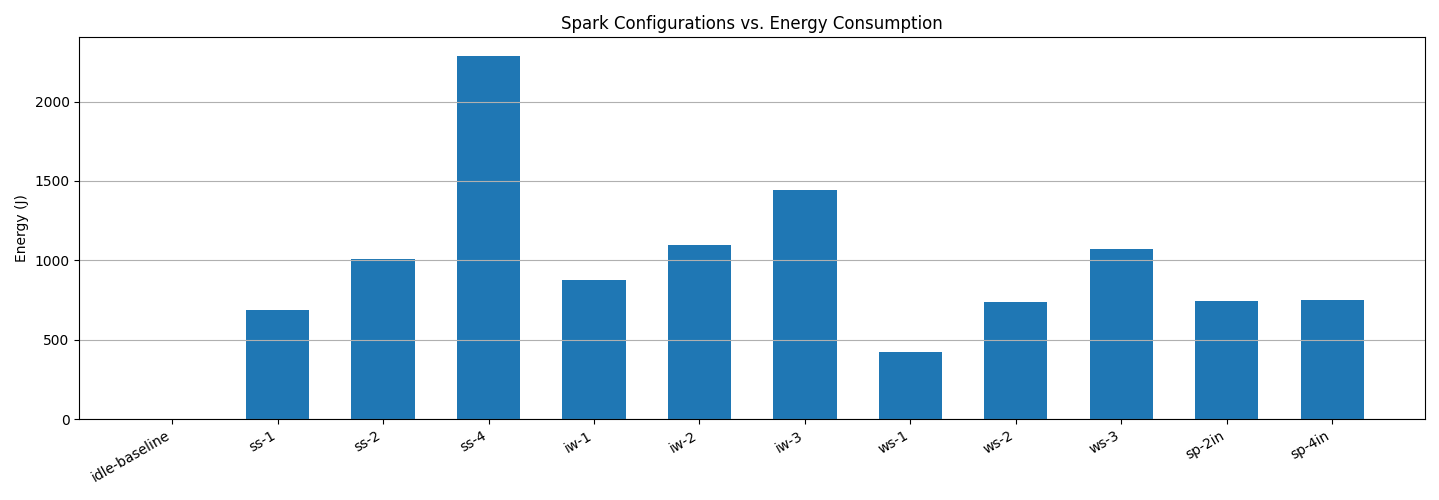 Spark Configurations vs. Energy Consumption
Energy (J)
2000
1500
1000
500
0
idle-baseline
ss-1
ss-2
ss-4
iw-1
iw-2
iw-3
ws-1
ws-2
ws-3
sp-2in
sp-4in